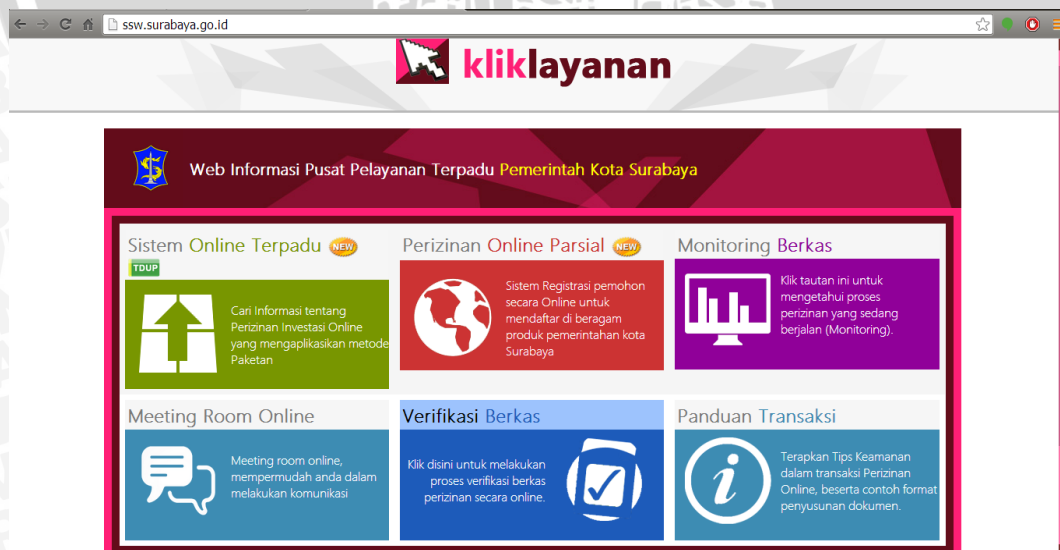 ssw.surabaya.go.id
kliklayanan
Web Informasi Pusat Pelayanan Terpadu Pemerintah Kota Surabaya
Sistem Online Terpadu NEW
TDUP
Cari Informasi tentang
Perizinan Investasi Online
yang mengaplikasikan metode
Paketan
Perizinan Online Parsial NEW
Sistem Registrasi pemohon
secara Online untuk
mendaftar di beragam
produk pemerintahan kota
Surabaya
Monitoring Berkas
Klik tautan ini untuk
mengetahui proses
perizinan yang sedang
berjalan (Monitoring).
Meeting Room Online
Meeting room online,
mempermudah anda dalam
melakukan komunikasi
Verifikasi Berkas
Klik disini untuk melakukan
proses verifikasi berkas
perizinan secara online.
Panduan Transaksi
i
Terapkan Tips Keamanan
dalam transaksi Perizinan
Online, beserta contoh format
penyusunan dokumen.